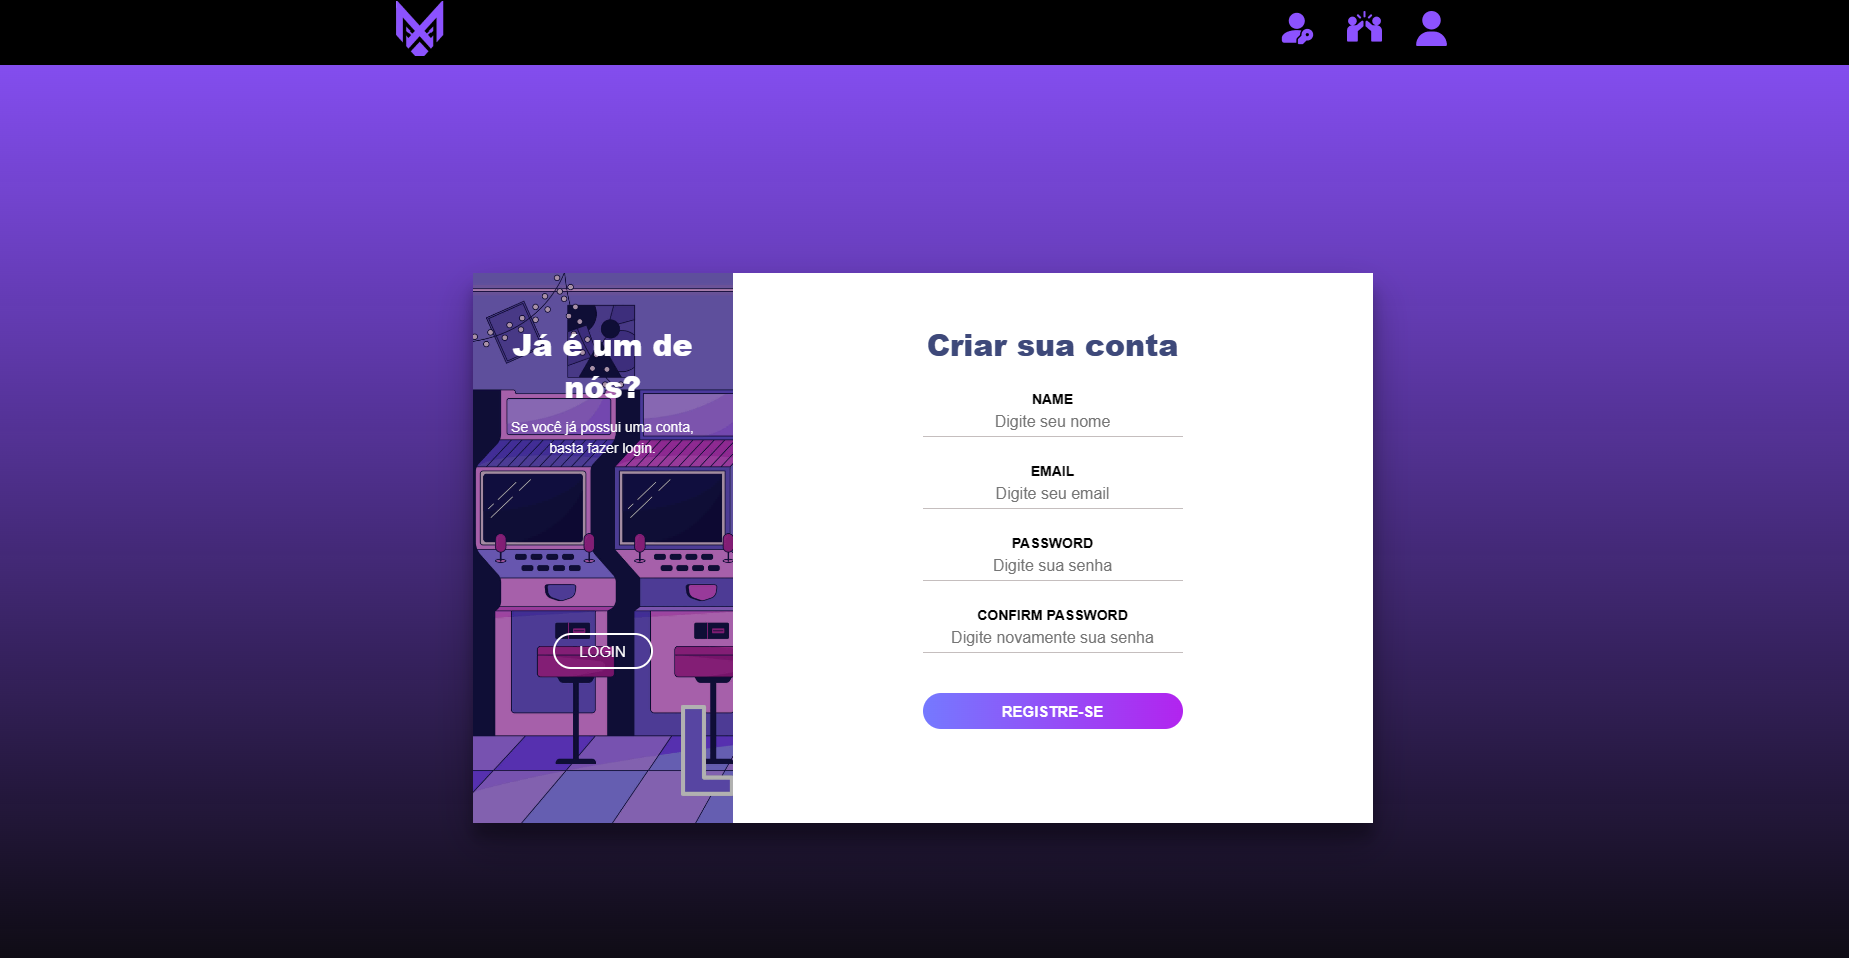 Já é um de
nós?
Se você já possui uma conta,
basta fazer login.
LOGIN
Criar sua conta
NAME
Digite seu nome
EMAIL
Digite seu email
PASSWORD
Digite sua senha
CONFIRM PASSWORD
Digite novamente sua senha
REGISTRE-SE